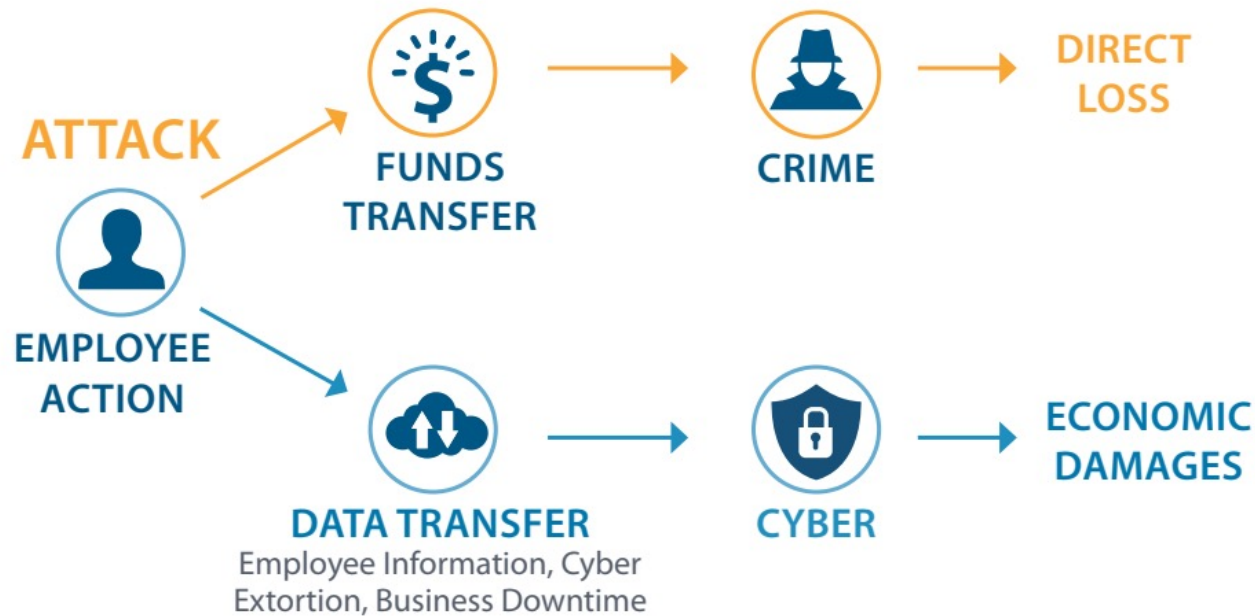 ATTACK
EMPLOYEE
ACTION
$
FUNDS
TRANSFER
CRIME
DIRECT
LOSS
DATA TRANSFER
Employee Information, Cyber
Extortion, Business Downtime
CYBER
ECONOMIC
DAMAGES